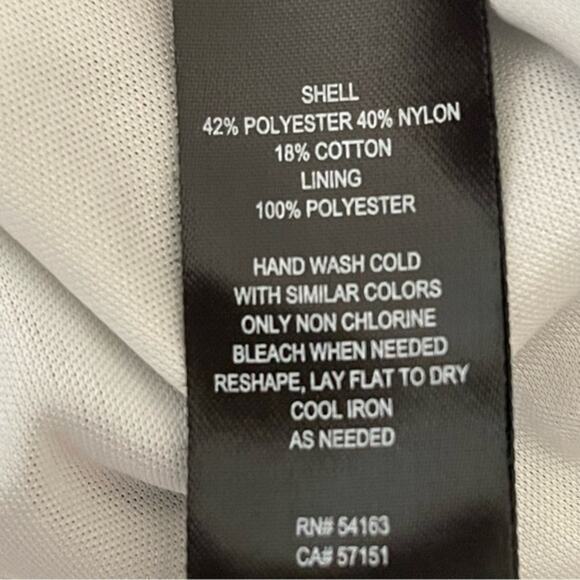 SHELL
42% POLYESTER 40% NYLON
18% COTTON
LINING
100% POLYESTER
HAND WASH COLD
WITH SIMILAR COLORS
ONLY NON CHLORINE
BLEACH WHEN NEEDED
RESHAPE, LAY FLAT TO DRY
COOL IRON
AS NEEDED
RN# 54163
CA# 57151